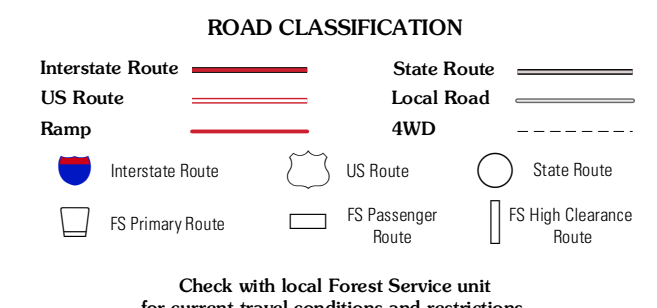 ROAD CLASSIFICATION
Interstate Route
State Route
US Route
Local Road
Ramp
4WD
Interstate Route
US Route
State Route
FS Primary Route
FS Passenger
Route
FS High Clearance
Route
Check with local Forest Service unit
for current travel conditions and restrictions